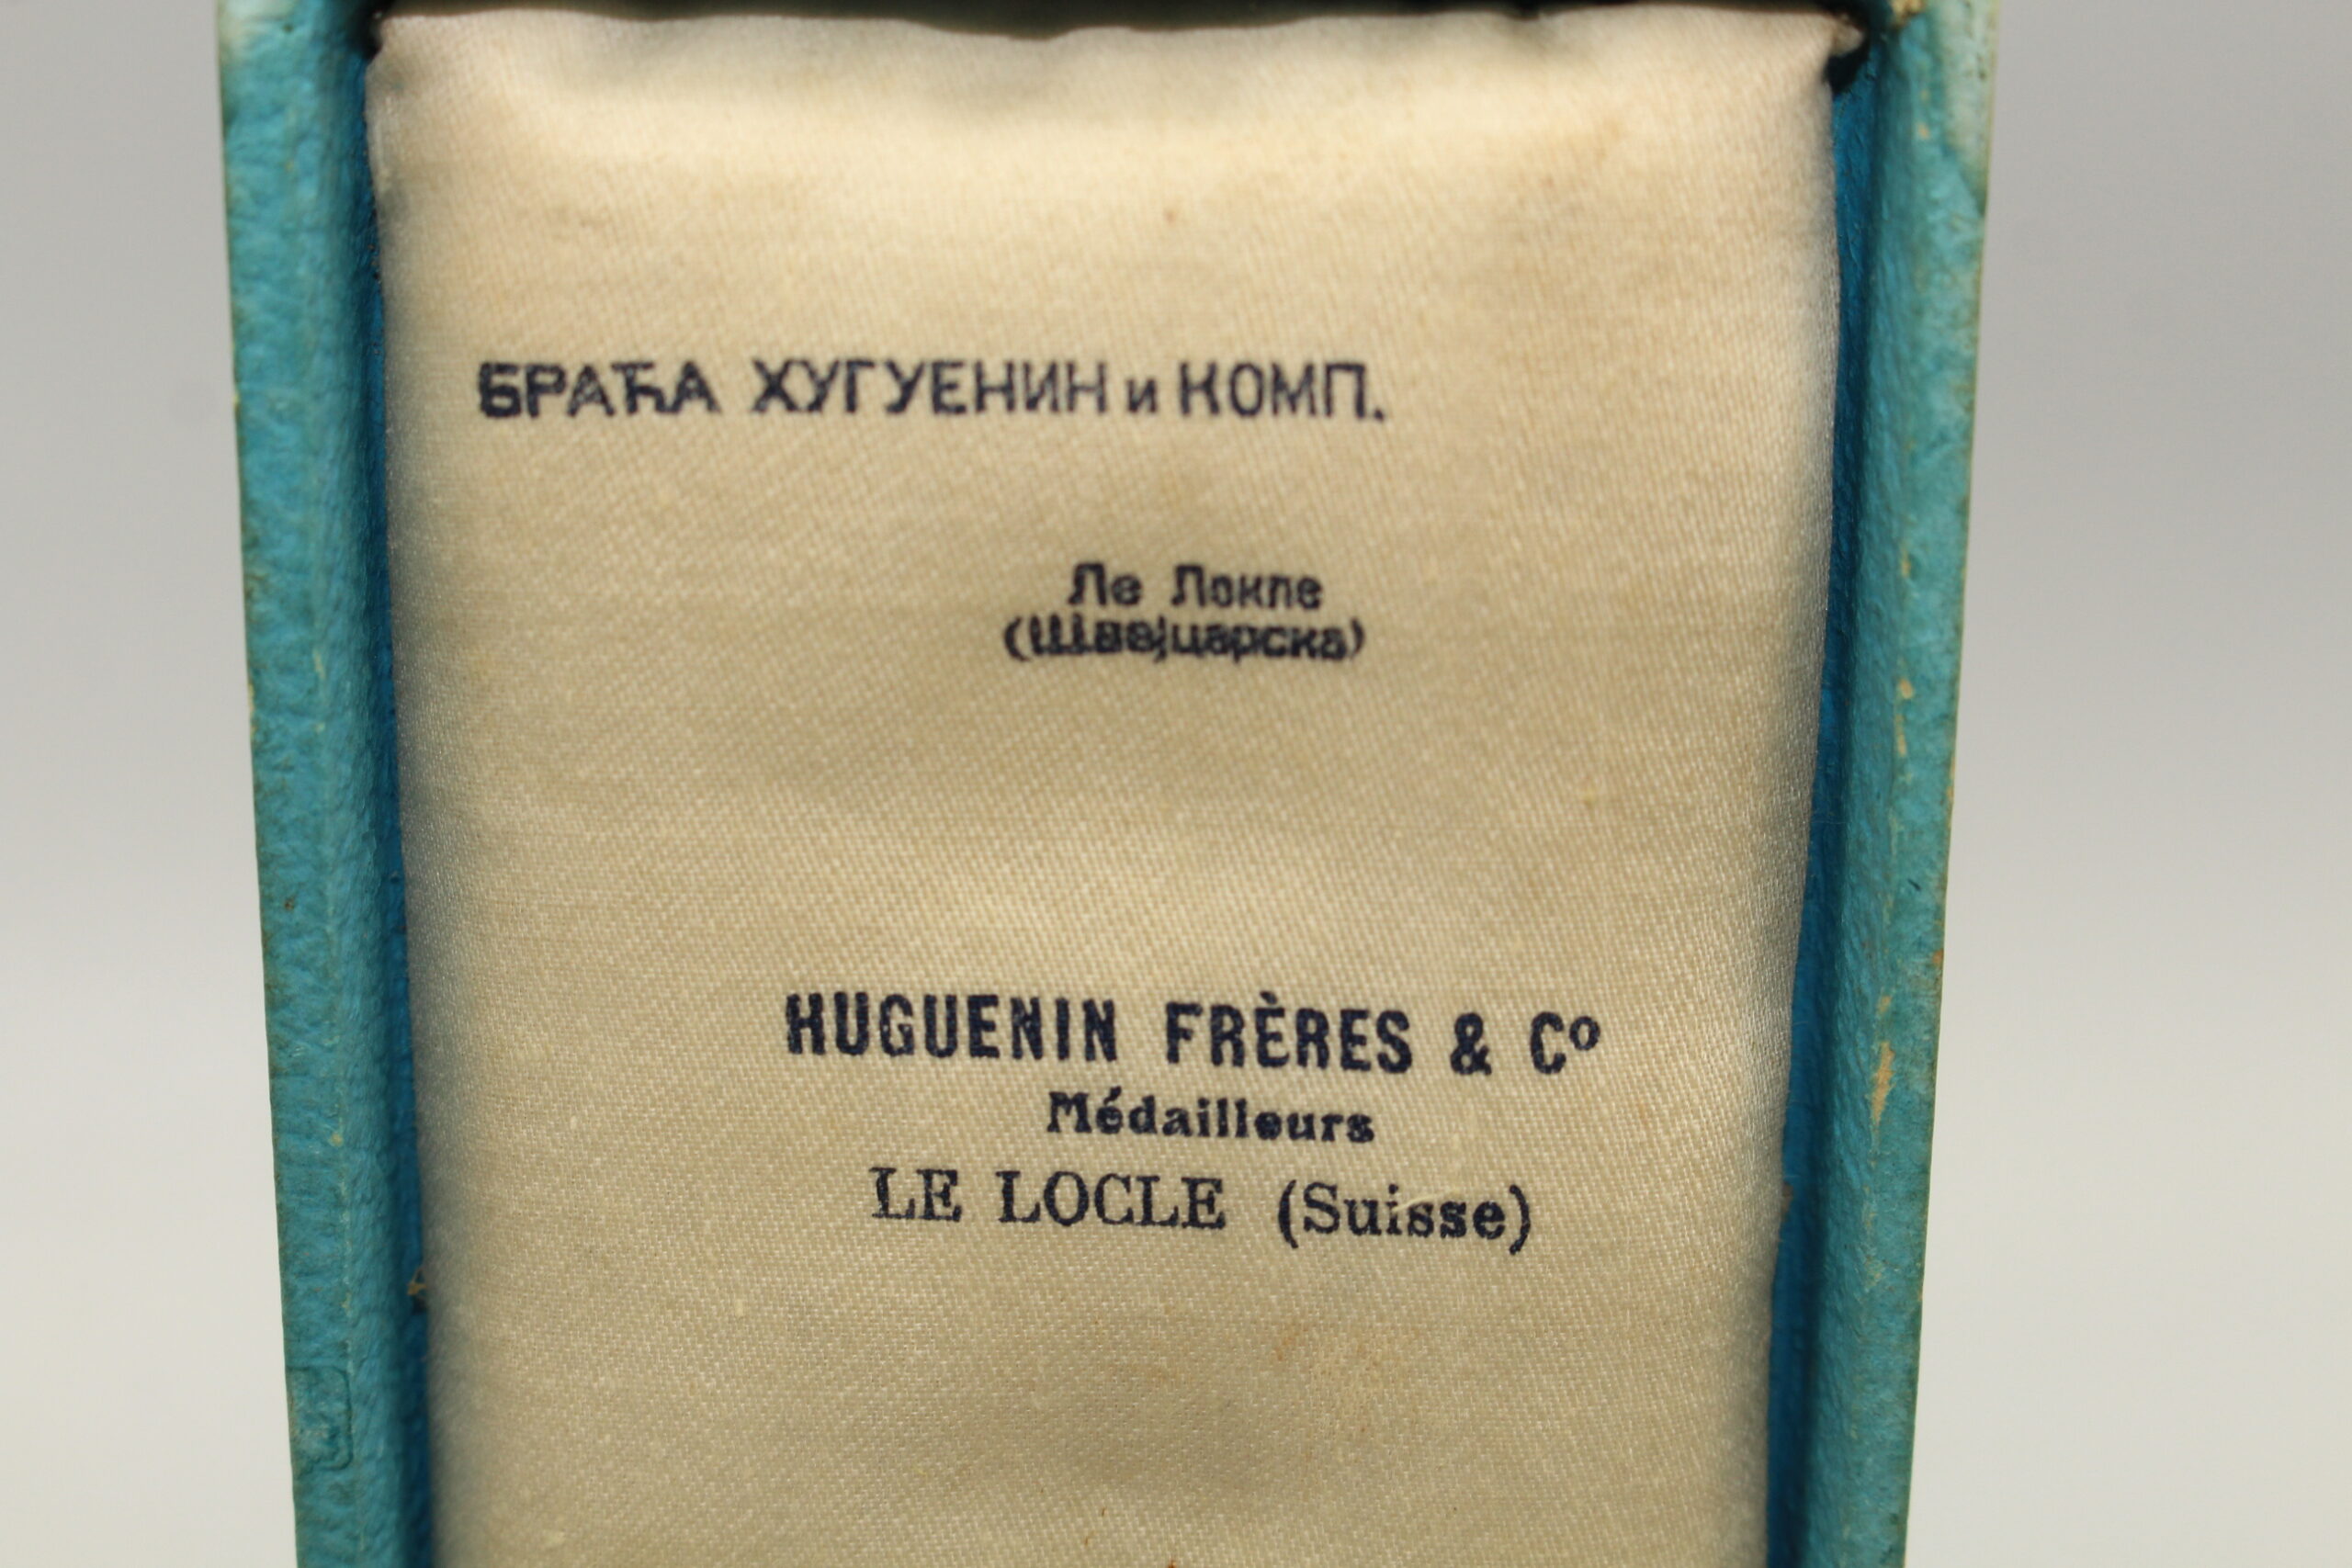 БРАЋА ХУГУЕНИН и КОМП.
Ле Локле
(Швајцарска)
HUGUENIN FRÈRES & Cº
Médailleurs
LE LOCLE (Suisse)